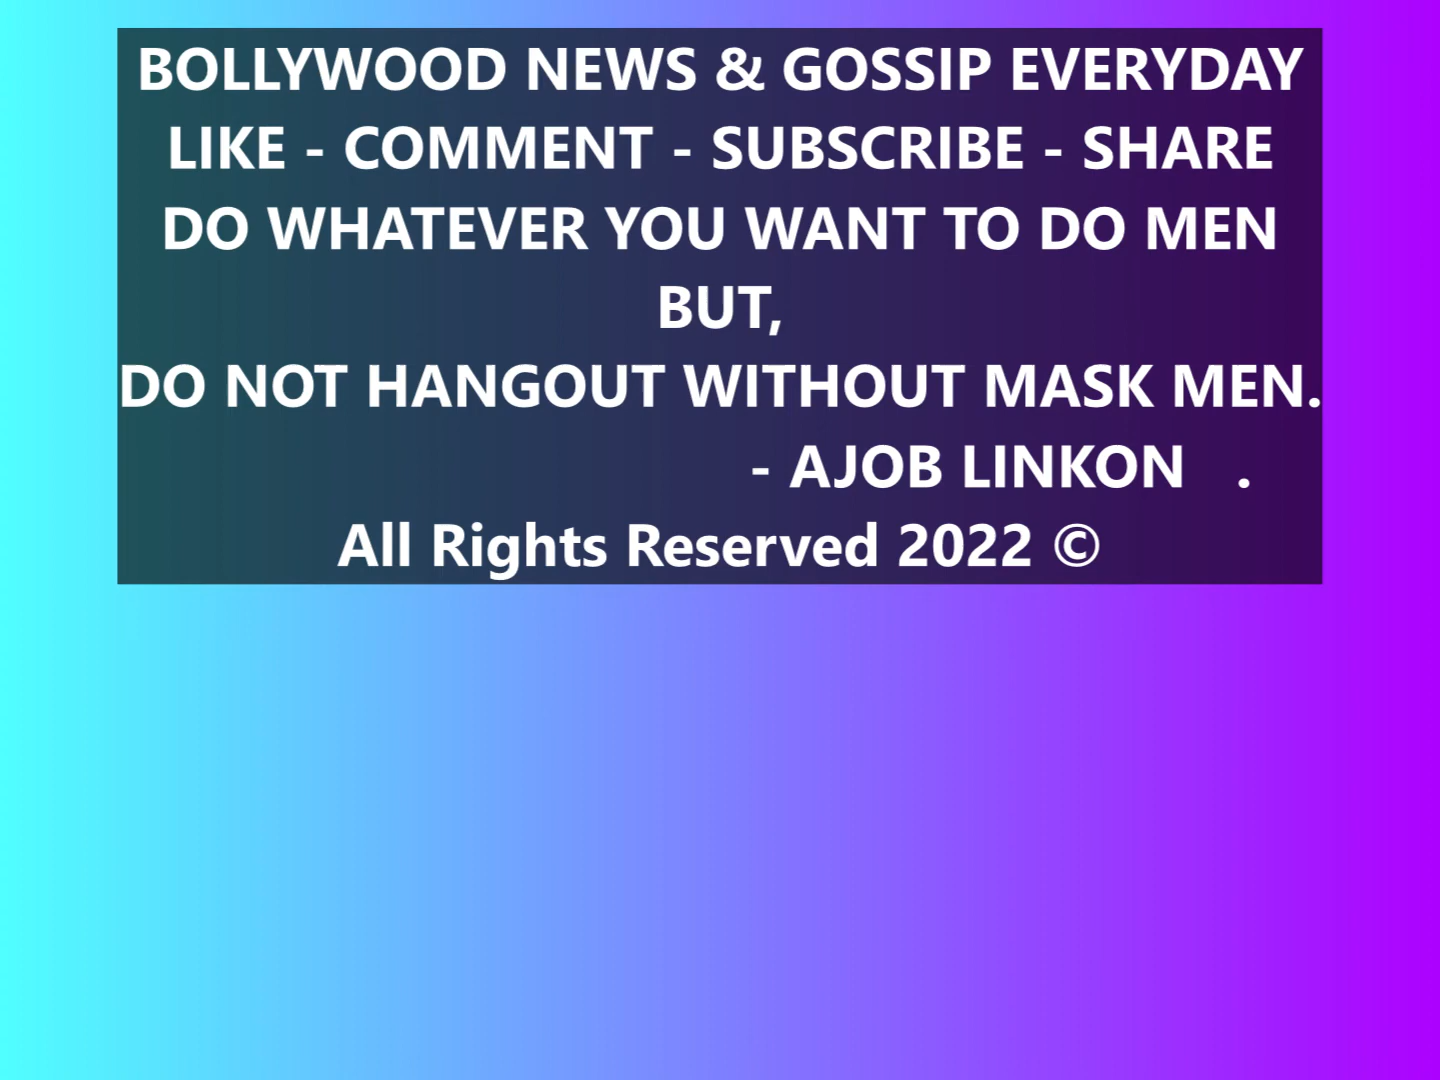 BOLLYWOOD NEWS & GOSSIP EVERYDAY
LIKE - COMMENT - SUBSCRIBE - SHARE
DO WHATEVER YOU WANT TO DO MEN
BUT,
DO NOT HANGOUT WITHOUT MASK MEN.
- AJOB LINKON .
All Rights Reserved 2022 ©